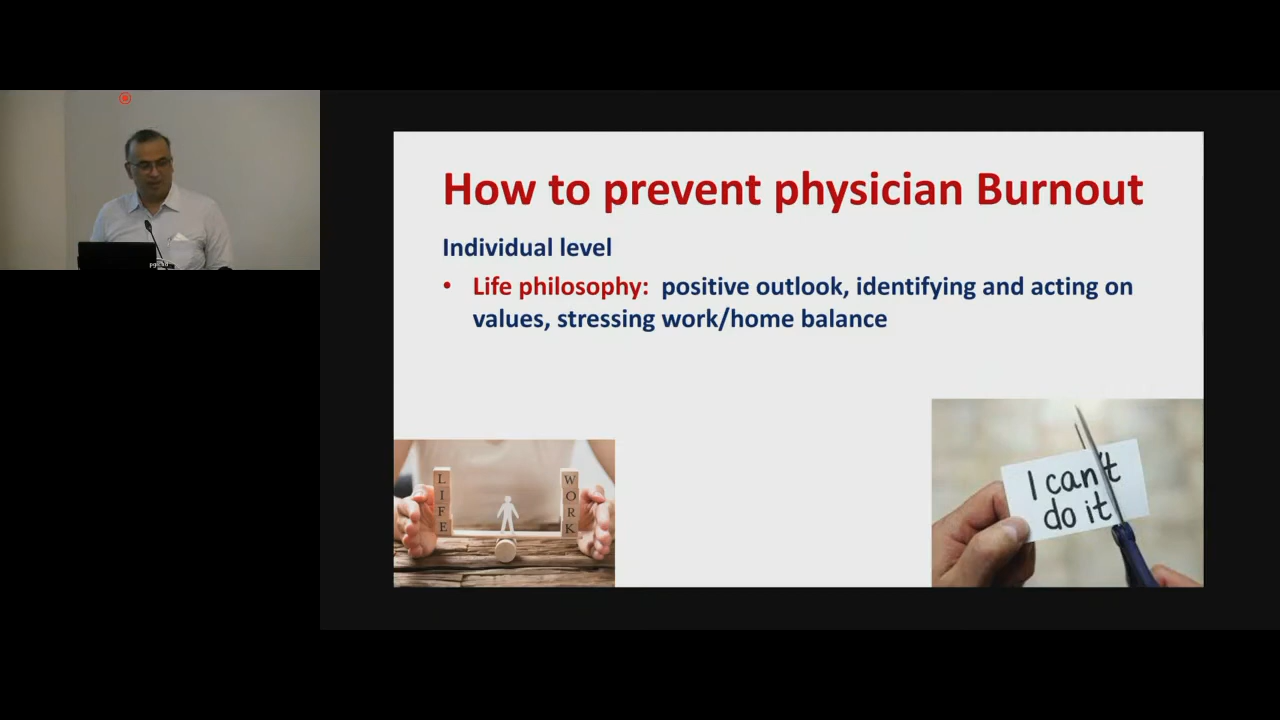 How to prevent physician Burnout
Individual level
• Life philosophy: positive outlook, identifying and acting on
values, stressing work/home balance
LIFE
WORK
I can't
do it